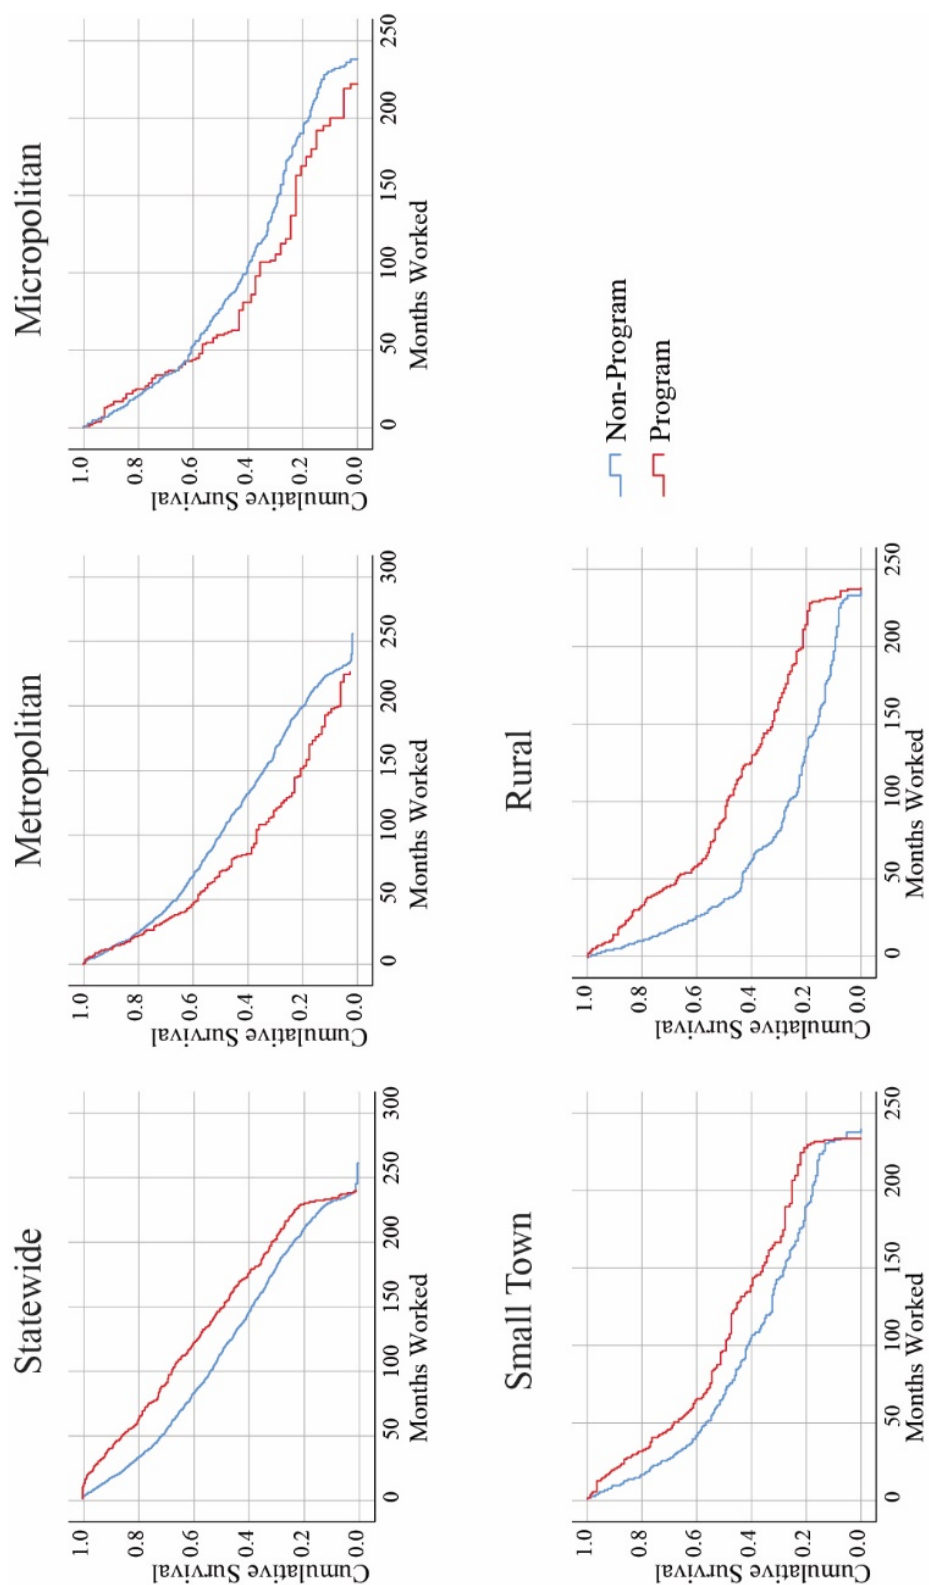 Statewide
Cumulative Survival
1.0
0.8
0.6
0.4
0.2
0.0
0 50 100 150 200 250 300
Months Worked
Metropolitan
Cumulative Survival
1.0
0.8
0.6
0.4
0.2
0.0
0 50 100 150 200 250 300
Months Worked
Micropolitan
Cumulative Survival
1.0
0.8
0.6
0.4
0.2
0.0
0 50 100 150 200 250
Months Worked
Small Town
Cumulative Survival
1.0
0.8
0.6
0.4
0.2
0.0
0 50 100 150 200 250
Months Worked
Rural
Cumulative Survival
1.0
0.8
0.6
0.4
0.2
0.0
0 50 100 150 200 250
Months Worked
Non-Program
Program